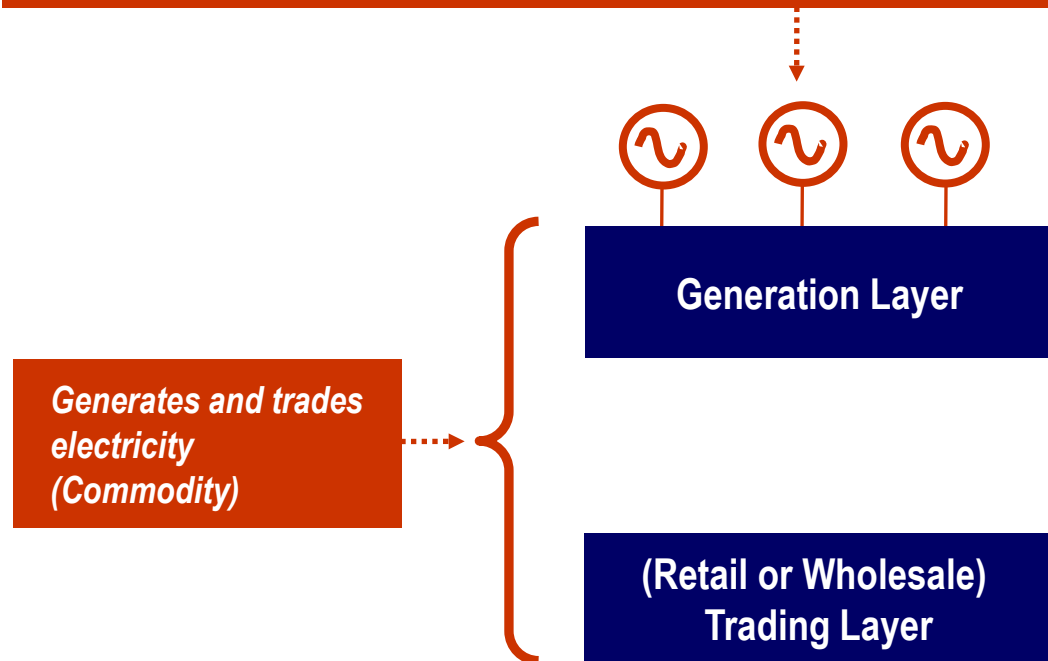 Generation Layer
Generates and trades
electricity
(Commodity)
(Retail or Wholesale)
Trading Layer